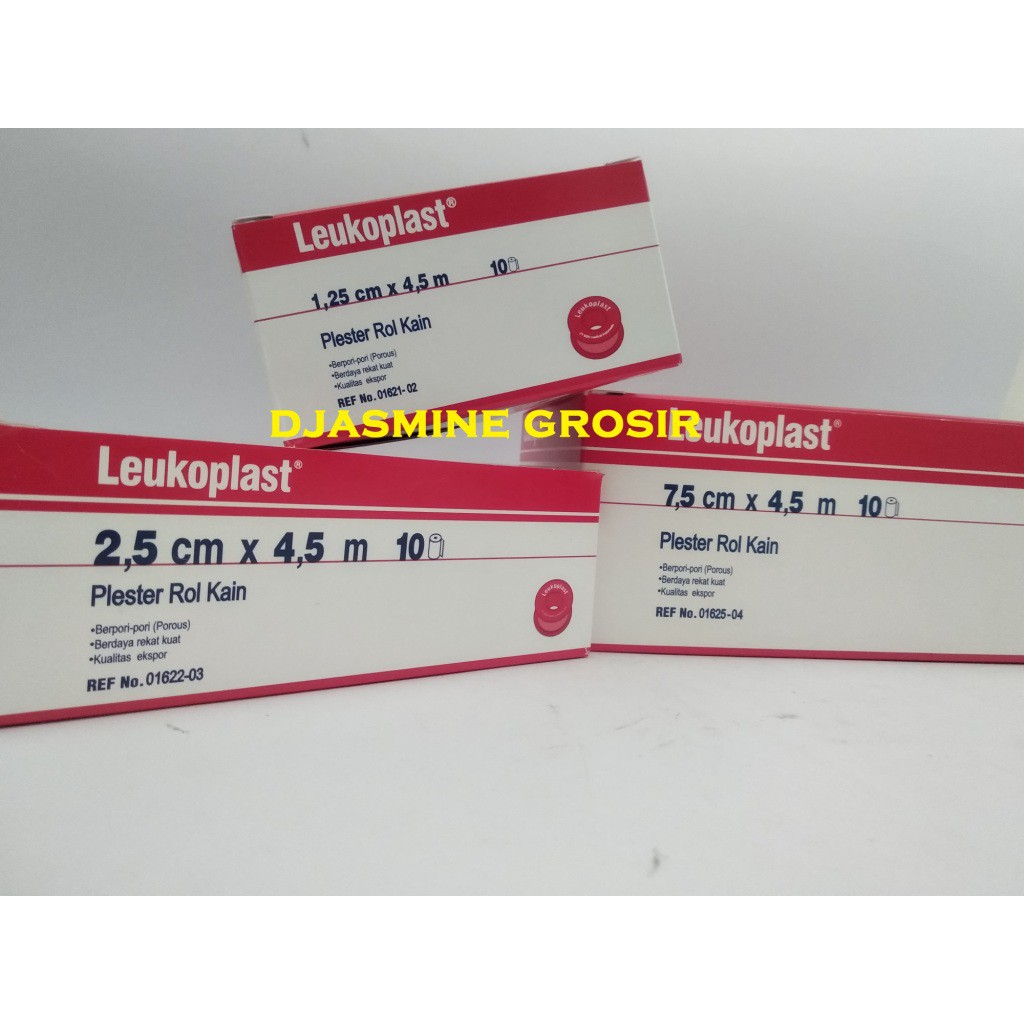 Leukoplast®
1,25 cm x 4,5 m 10
Plester Rol Kain
•Berpori-pori (Porous)
•Berdaya rekat kuat
•Kualitas ekspor
REF No. 01621-02
Leukoplast
DJASMINE GROSIR
Leukoplast®
2,5 cm x 4,5 m 10
Plester Rol Kain
•Berpori-pori (Porous)
•Berdaya rekat kuat
•Kualitas ekspor
REF No. 01622-03
Leukoplast
Leukoplast®
7,5 cm x 4,5 m 10
Plester Rol Kain
•Berpori-pori (Porous)
•Berdaya rekat kuat
•Kualitas ekspor
REF No. 01625-04